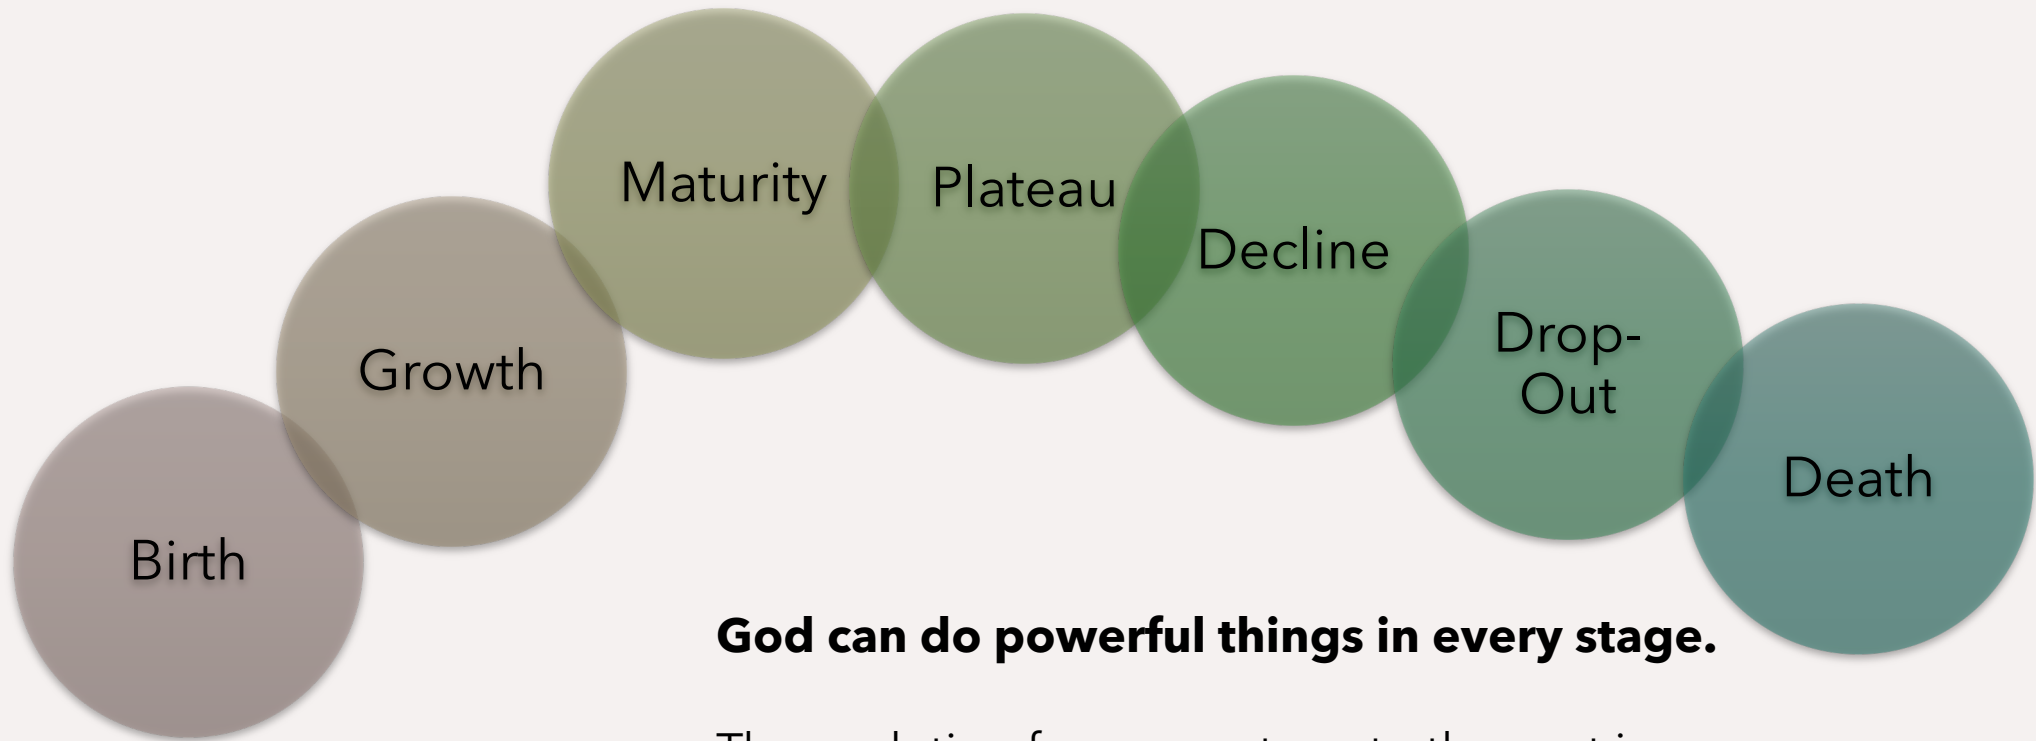 Birth
Growth
Maturity
Plateau
Decline
Drop-
Out
Death
God can do powerful things in every stage.